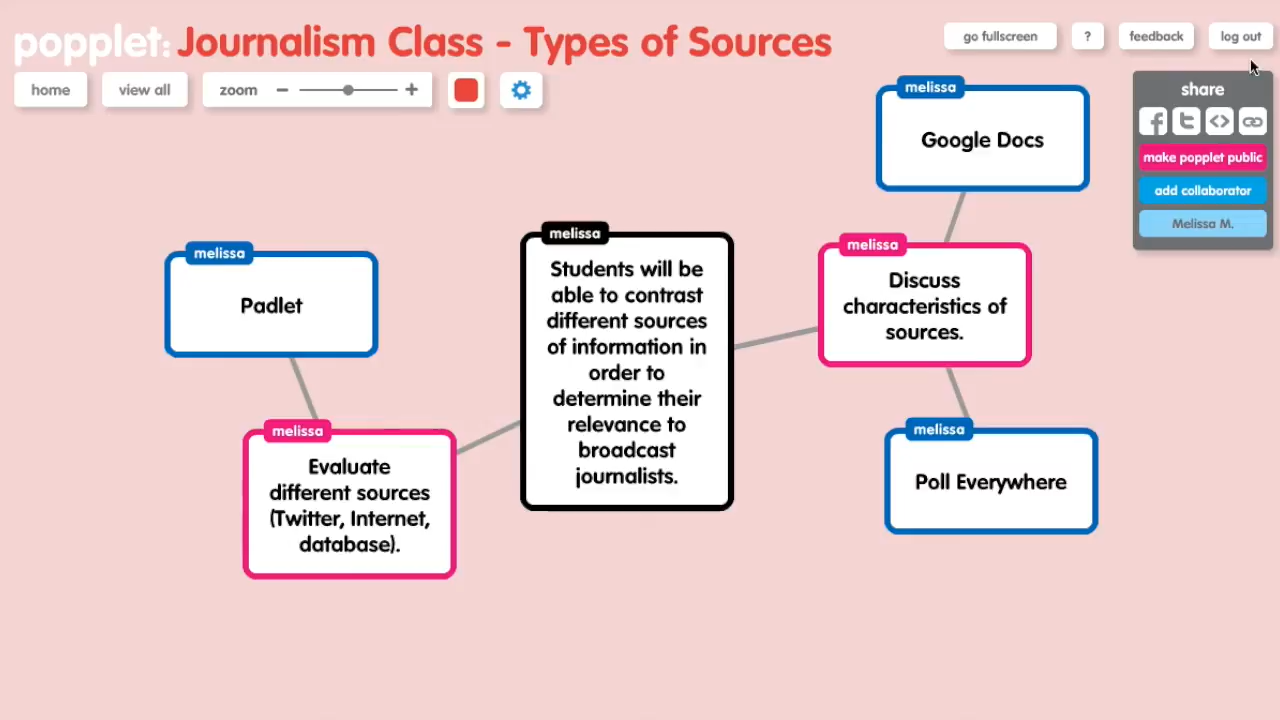 popplet: Journalism Class - Types of Sources
go fullscreen
?
feedback
log out
home
view all
zoom
share
make popplet public
add collaborator
Melissa M.
melissa
Google Docs
melissa
Padlet
melissa
Students will be
able to contrast
different sources
of information in
order to
determine their
relevance to
broadcast
journalists.
melissa
Discuss
characteristics of
sources.
melissa
Evaluate
different sources
(Twitter, Internet,
database).
melissa
Poll Everywhere